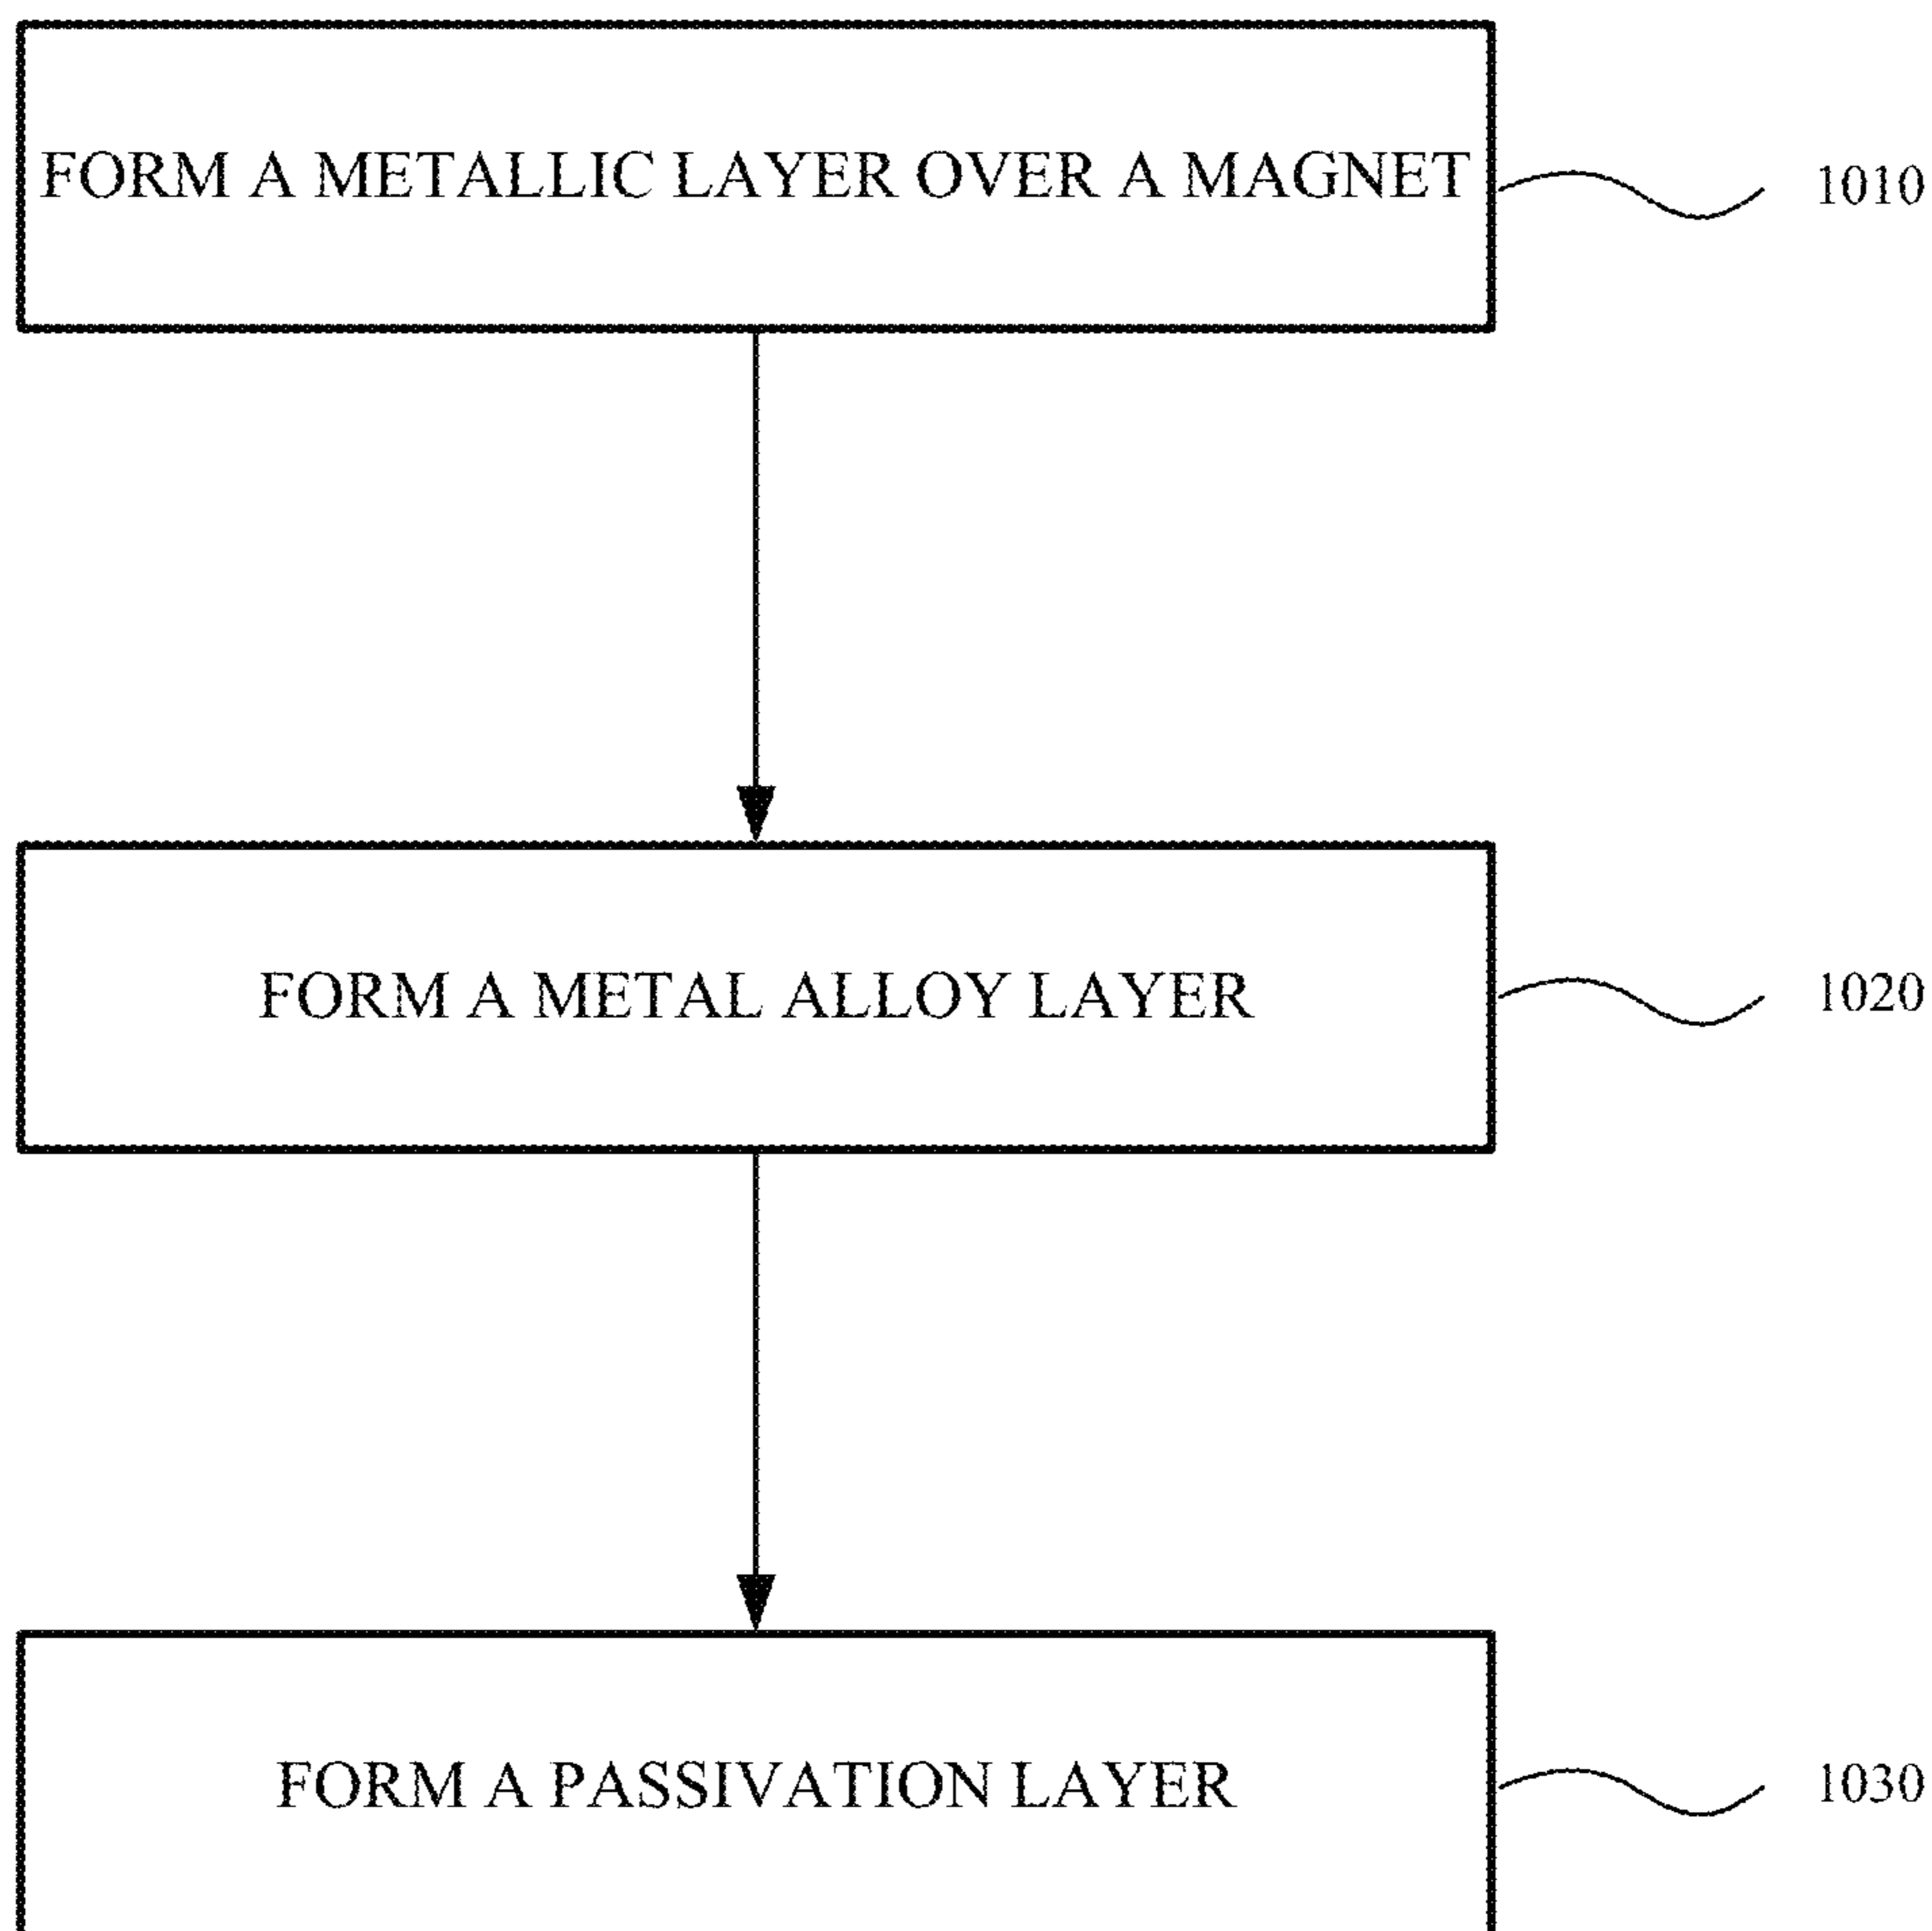 FORM A METALLIC LAYER OVER A MAGNET
1010
FORM A METAL ALLOY LAYER
1020
FORM A PASSIVATION LAYER
1030